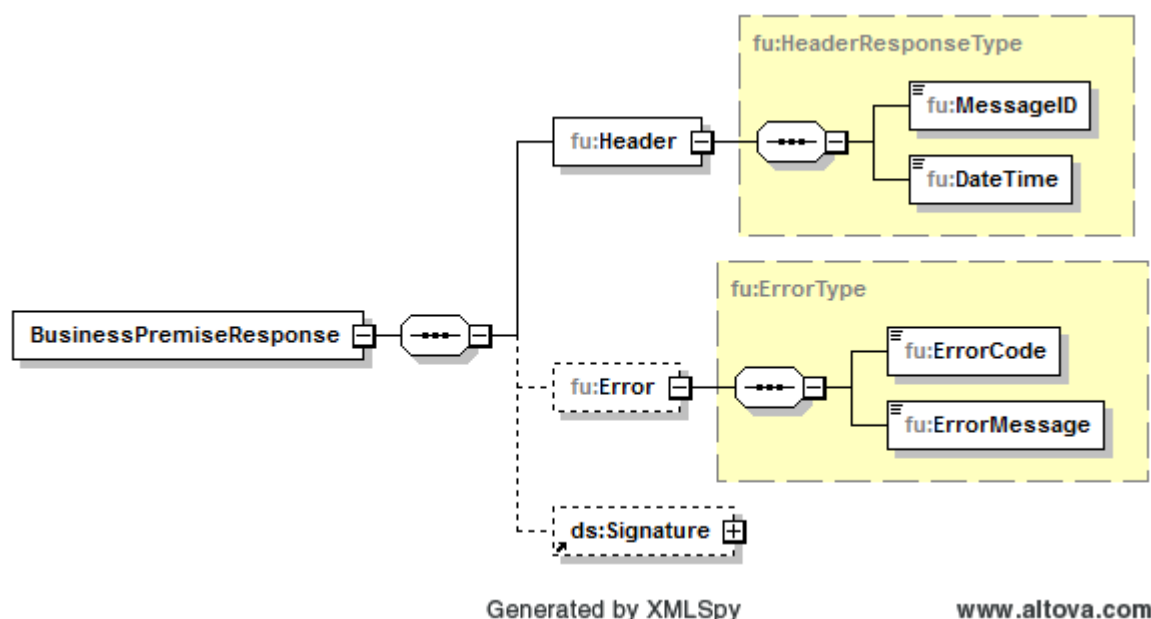 fu:HeaderResponseType
fu:MessageID
fu:Header
fu:DateTime
fu:ErrorType
BusinessPremiseResponse
fu:ErrorCode
fu:Error
fu:ErrorMessage
ds:Signature
Generated by XMLSpy www.altova.com